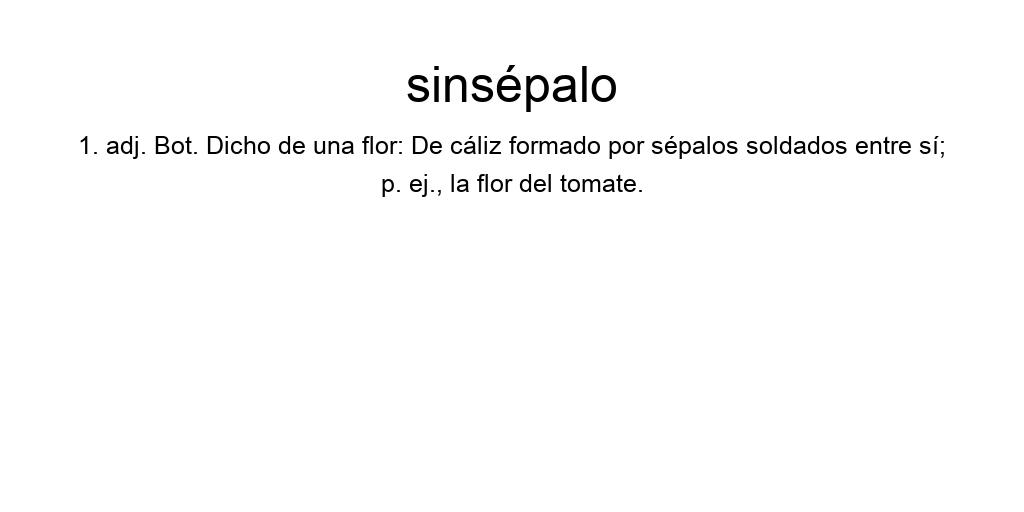 sinsépalo
1. adj. Bot. Dicho de una flor: De cáliz formado por sépalos soldados entre sí;
p. ej., la flor del tomate.